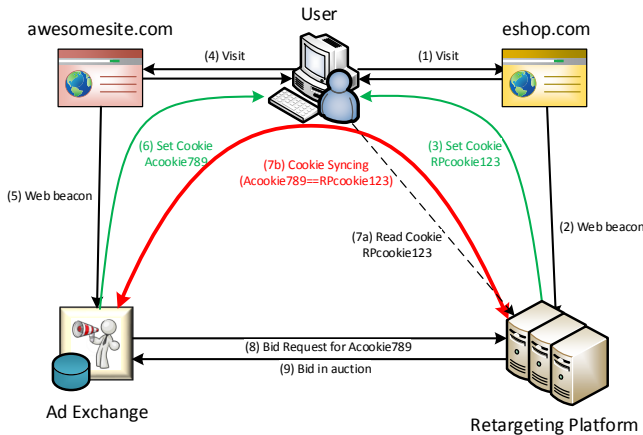 User
awesomesite.com
eshop.com
(4) Visit
(1) Visit
(6) Set Cookie
Acookie789
(3) Set Cookie
RPcookie123
(7b) Cookie Syncing
(Acookie789==RPcookie123)
(5) Web beacon
(2) Web beacon
(7a) Read Cookie
RPcookie123
(8) Bid Request for Acookie789
(9) Bid in auction
Ad Exchange
Retargeting Platform